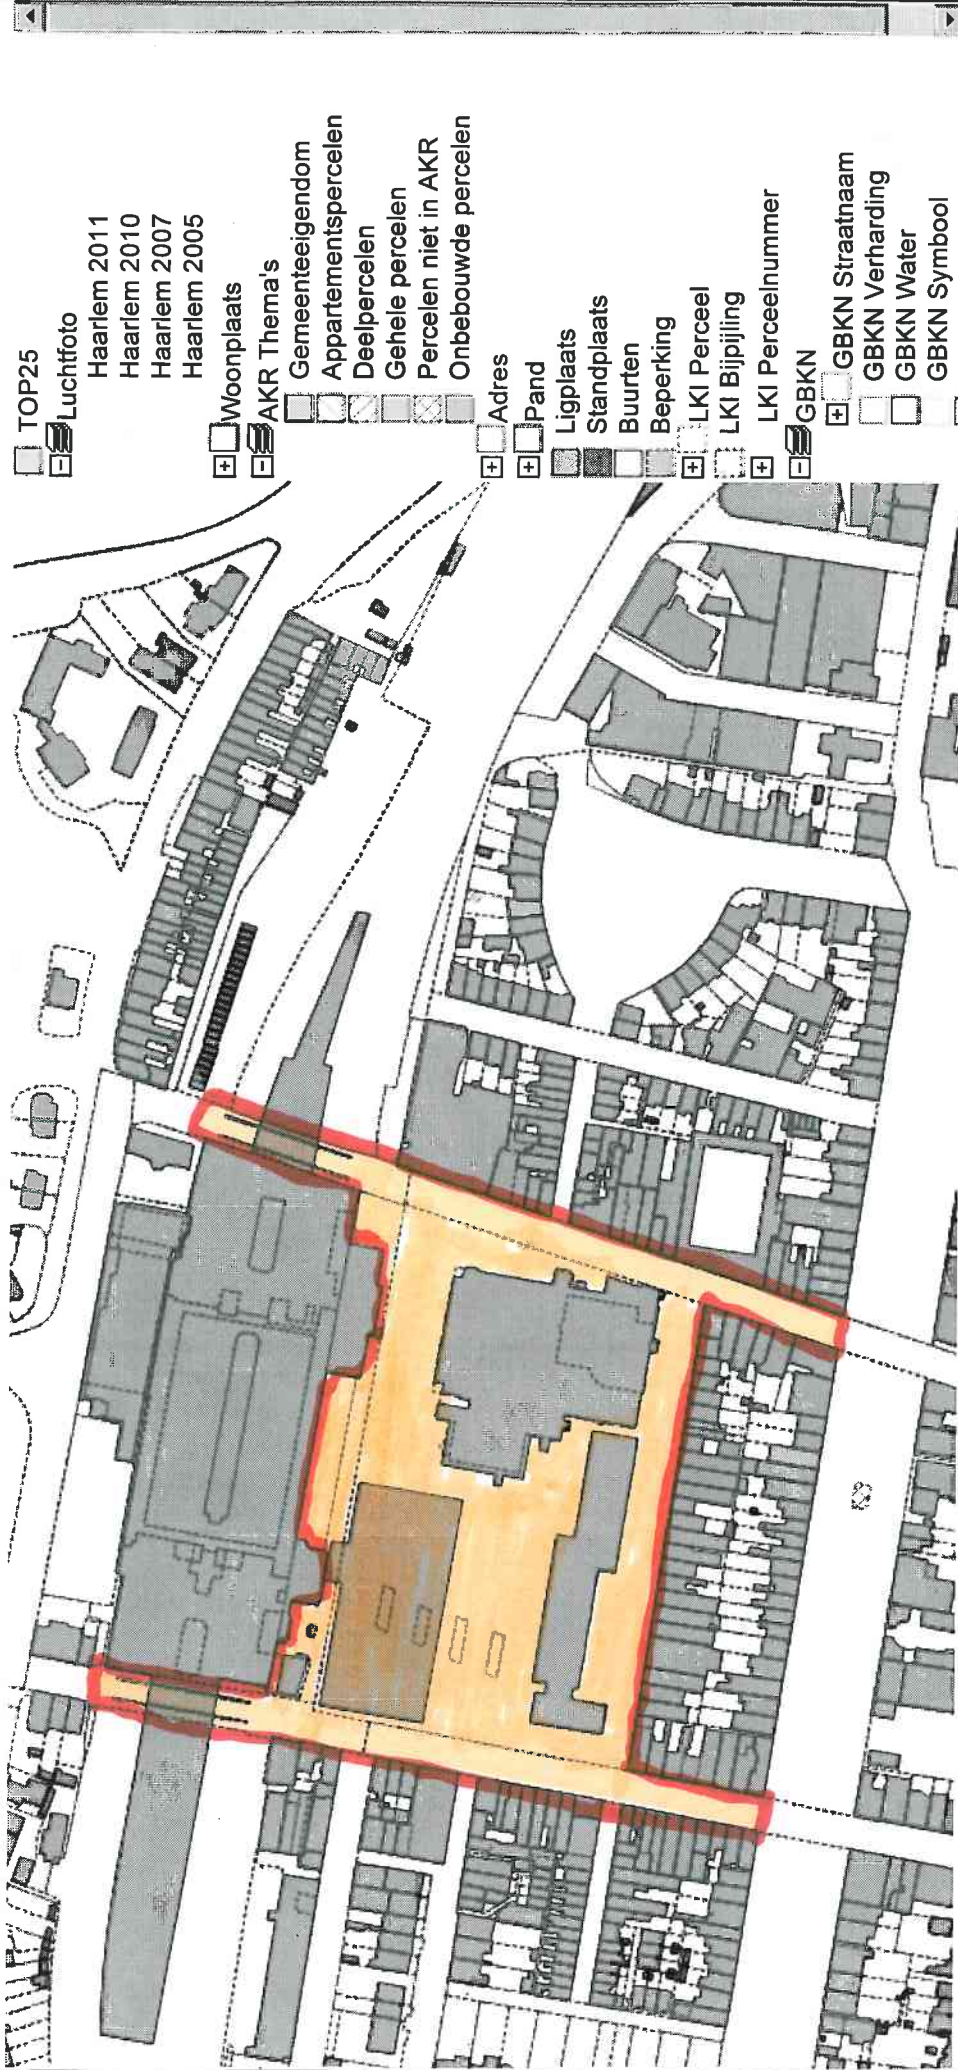 TOP25
Luchtfoto
Haarlem 2011
Haarlem 2010
Haarlem 2007
Haarlem 2005
Woonplaats
AKR Thema's
Gemeenteeigendom
Appartementspercelen
Deelpercelen
Gehele percelen
Percelen niet in AKR
Onbebouwde percelen
Adres
Pand
Ligplaats
Standplaats
Buurten
Beperking
LKI Perceel
LKI Bijpijling
LKI Perceelnummer
GBKN
GBKN Straatnaam
GBKN Verharding
GBKN Water
GBKN Symbool